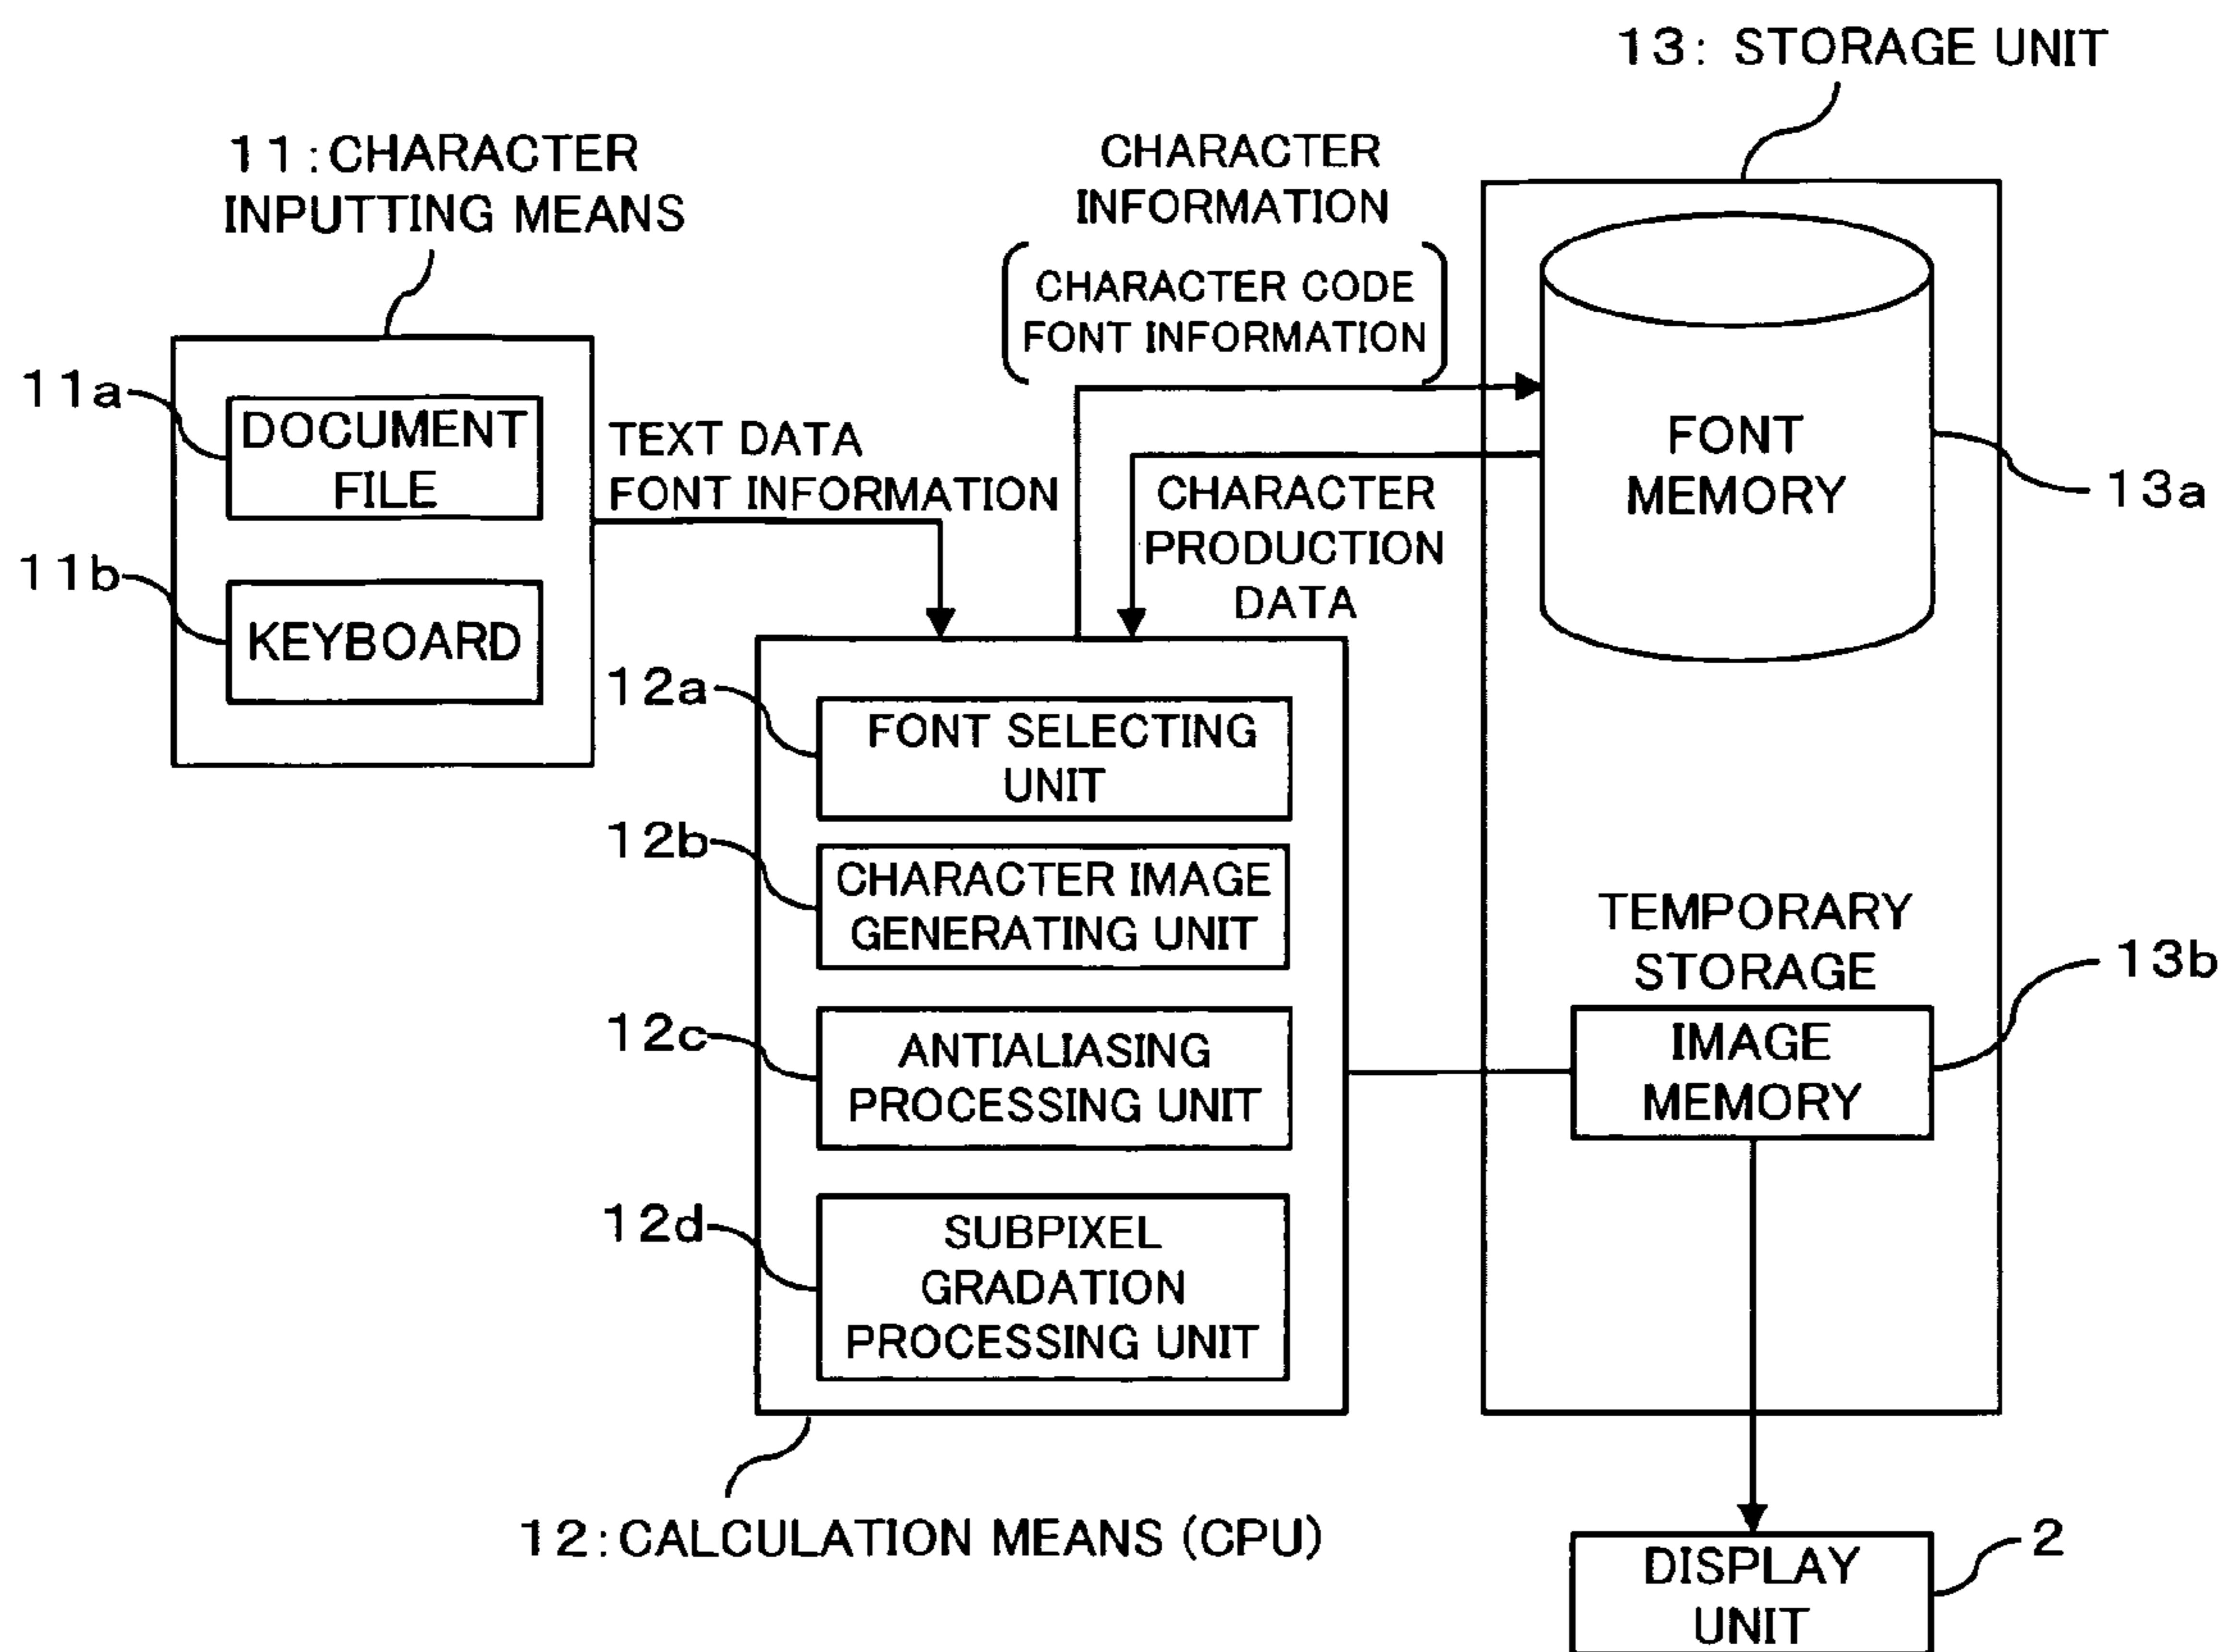 13: STORAGE UNIT
11:CHARACTER
INPUTTING MEANS
CHARACTER
INFORMATION
CHARACTER CODE
FONT INFORMATION
11a
DOCUMENT
FILE
11b
KEYBOARD
TEXT DATA
FONT INFORMATION
CHARACTER
PRODUCTION
DATA
FONT
MEMORY
13a
12a
FONT SELECTING
UNIT
12b
CHARACTER IMAGE
GENERATING UNIT
12c
ANTIALIASING
PROCESSING UNIT
12d
SUBPIXEL
GRADATION
PROCESSING UNIT
TEMPORARY
STORAGE
13b
IMAGE
MEMORY
12:CALCULATION MEANS (CPU)
2
DISPLAY
UNIT